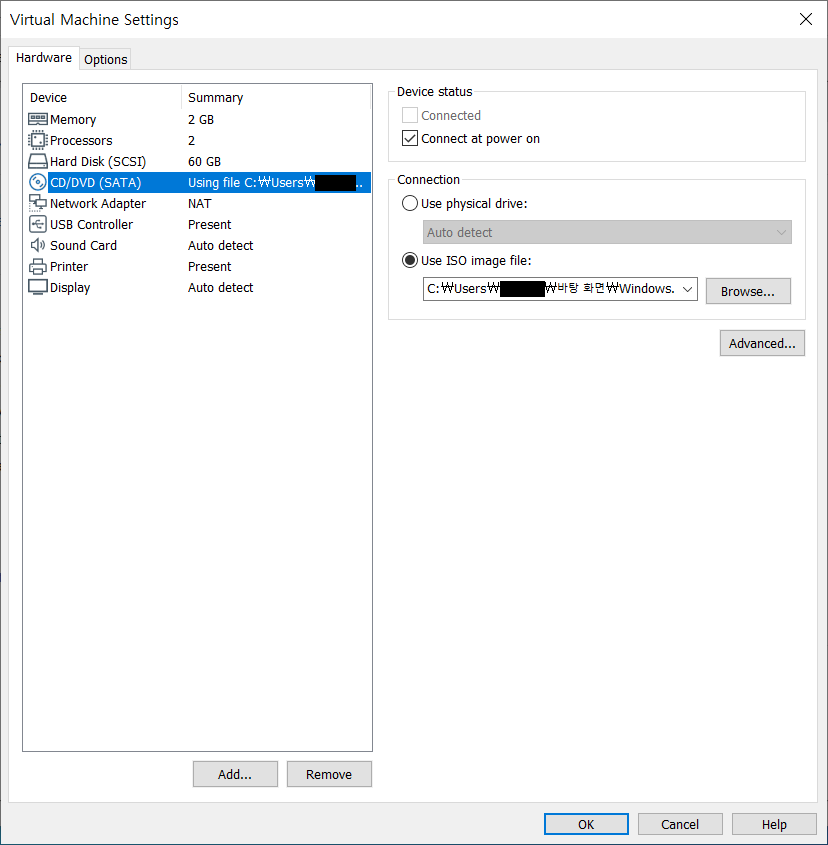 Virtual Machine Settings
Hardware
Options
Device Summary
Memory 2 GB
Processors 2
Hard Disk (SCSI) 60 GB
CD/DVD (SATA) Using file C:₩Users₩ ..
Network Adapter NAT
USB Controller Present
Sound Card Auto detect
Printer Present
Display Auto detect
Add...
Remove
Device status
Connected
Connect at power on
Connection
Use physical drive:
Auto detect
Use ISO image file:
C:₩Users₩ ₩바탕 화면₩Windows.
Browse...
Advanced...
OK
Cancel
Help